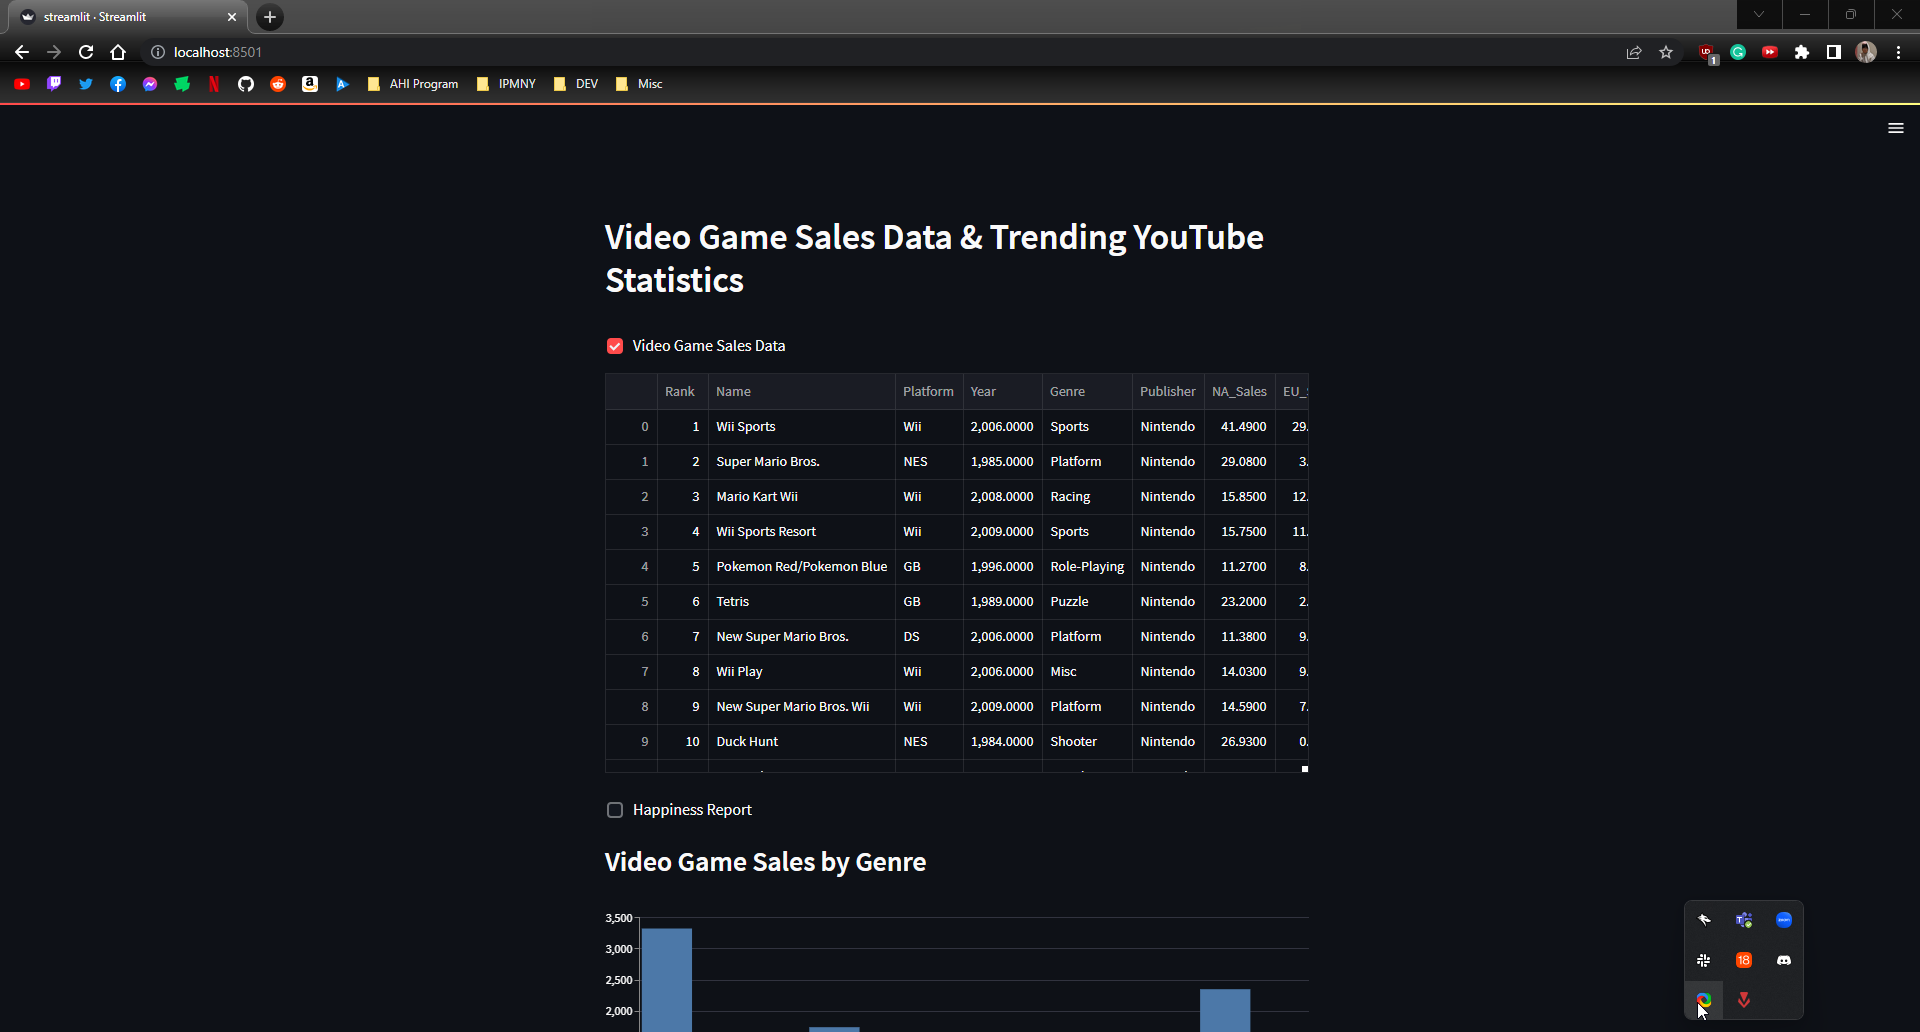 streamlit · Streamlit
localhost:8501
1
AHI Program IPMNY DEV Misc
Video Game Sales Data & Trending YouTube
Statistics
Video Game Sales Data
Rank Name Platform Year Genre Publisher NA_Sales EU_
0 1 Wii Sports Wii 2,006.0000 Sports Nintendo 41.4900 29.
1 2 Super Mario Bros. NES 1,985.0000 Platform Nintendo 29.0800 3.
2 3 Mario Kart Wii Wii 2,008.0000 Racing Nintendo 15.8500 12.
3 4 Wii Sports Resort Wii 2,009.0000 Sports Nintendo 15.7500 11.
4 5 Pokemon Red/Pokemon Blue GB 1,996.0000 Role-Playing Nintendo 11.2700 8.
5 6 Tetris GB 1,989.0000 Puzzle Nintendo 23.2000 2.
6 7 New Super Mario Bros. DS 2,006.0000 Platform Nintendo 11.3800 9.
7 8 Wii Play Wii 2,006.0000 Misc Nintendo 14.0300 9.
8 9 New Super Mario Bros. Wii Wii 2,009.0000 Platform Nintendo 14.5900 7.
9 10 Duck Hunt NES 1,984.0000 Shooter Nintendo 26.9300 0.
Happiness Report
Video Game Sales by Genre
3,500
3,000
2,500
2,000
18